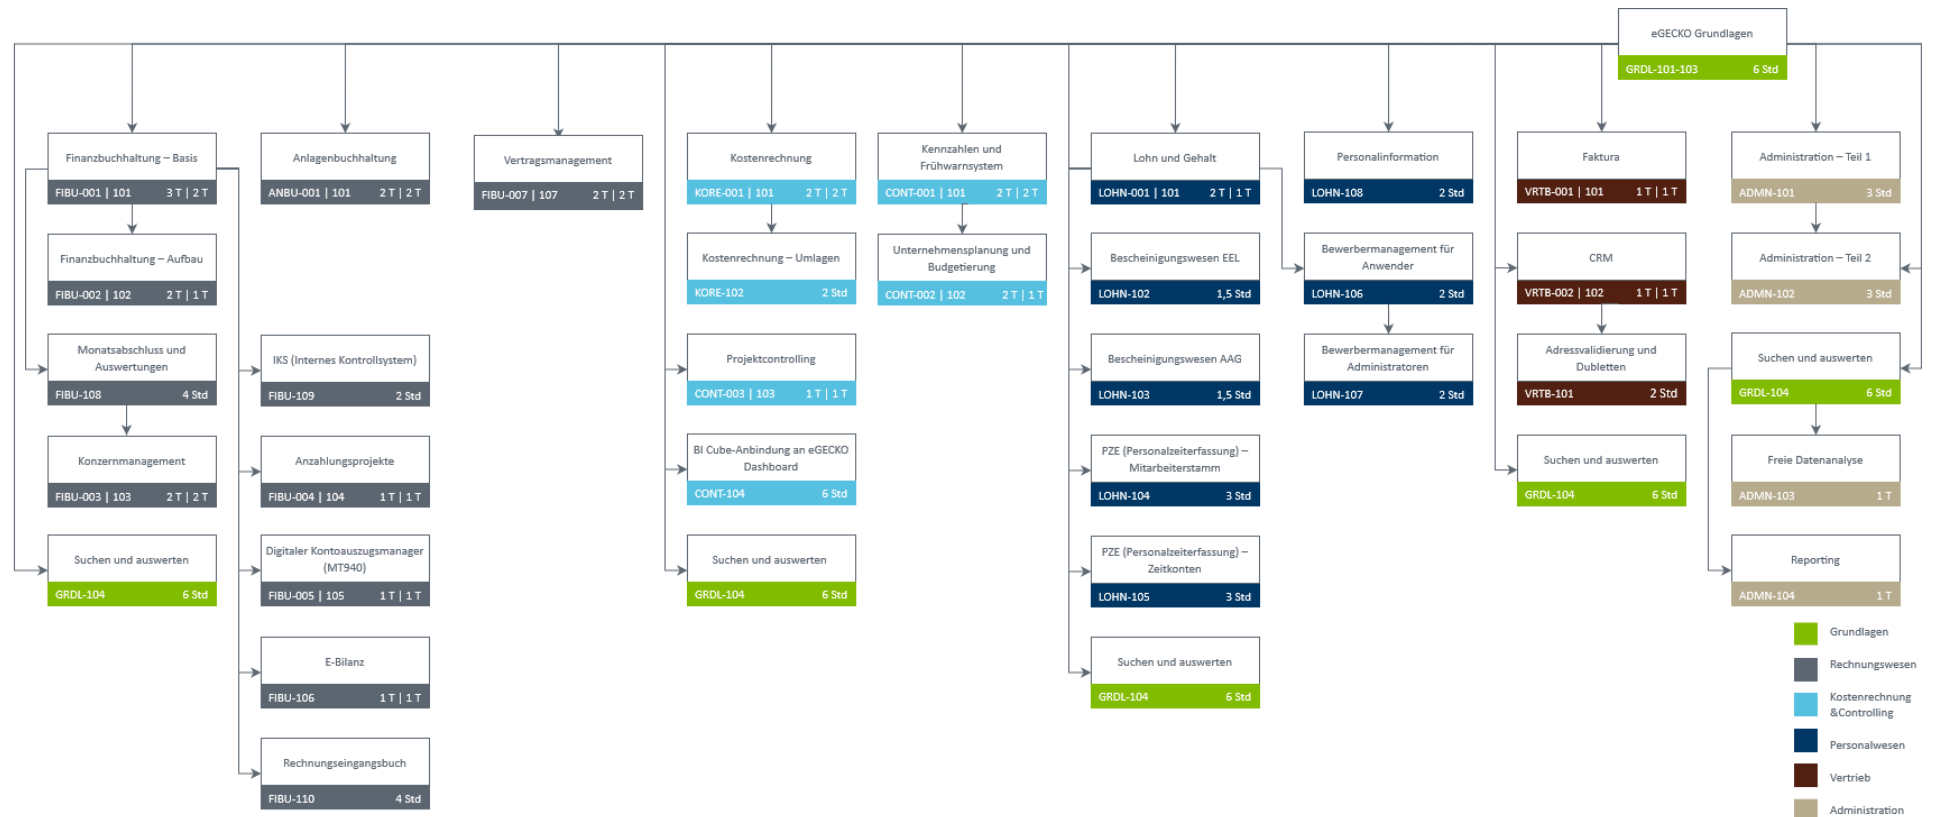 eGECKO Grundlagen
GRDL-101-103 6 Std
Finanzbuchhaltung – Basis
FIBU-001 | 101 3 T | 2 T
Finanzbuchhaltung – Aufbau
FIBU-002 | 102 2 T | 1 T
Monatsabschluss und
Auswertungen
FIBU-108 4 Std
Konzernmanagement
FIBU-003 | 103 2 T | 2 T
Suchen und auswerten
GRDL-104 6 Std
Anlagenbuchhaltung
ANBU-001 | 101 2 T | 2 T
IKS (Internes Kontrollsystem)
FIBU-109 2 Std
Anzahlungsprojekte
FIBU-004 | 104 1 T | 1 T
Digitaler Kontoauszugsmanager
(MT940)
FIBU-005 | 105 1 T | 1 T
E-Bilanz
FIBU-106 1 T | 1 T
Rechnungseingangsbuch
FIBU-110 4 Std
Vertragsmanagement
FIBU-007 | 107 2 T | 2 T
Kostenrechnung
KORE-001 | 101 2 T | 2 T
Kostenrechnung – Umlagen
KORE-102 2 Std
Projektcontrolling
CONT-003 | 103 1 T | 1 T
BI Cube-Anbindung an eGECKO
Dashboard
CONT-104 6 Std
Suchen und auswerten
GRDL-104 6 Std
Kennzahlen und
Frühwarnsystem
CONT-001 | 101 2 T | 2 T
Unternehmensplanung und
Budgetierung
CONT-002 | 102 2 T | 1 T
Lohn und Gehalt
LOHN-001 | 101 2 T | 1 T
Bescheinigungswesen EEL
LOHN-102 1,5 Std
Bescheinigungswesen AAG
LOHN-103 1,5 Std
PZE (Personalzeiterfassung) –
Mitarbeiterstamm
LOHN-104 3 Std
PZE (Personalzeiterfassung) –
Zeitkonten
LOHN-105 3 Std
Suchen und auswerten
GRDL-104 6 Std
Personalinformation
LOHN-108 2 Std
Bewerbermanagement für
Anwender
LOHN-106 2 Std
Bewerbermanagement für
Administratoren
LOHN-107 2 Std
Faktura
VRTB-001 | 101 1 T | 1 T
CRM
VRTB-002 | 102 1 T | 1 T
Adressvalidierung und
Dubletten
VRTB-101 2 Std
Suchen und auswerten
GRDL-104 6 Std
Administration – Teil 1
ADMN-101 3 Std
Administration – Teil 2
ADMN-102 3 Std
Suchen und auswerten
GRDL-104 6 Std
Freie Datenanalyse
ADMN-103 1 T
Reporting
ADMN-104 1 T
Grundlagen
Rechnungswesen
Kostenrechnung
&Controlling
Personalwesen
Vertrieb
Administration